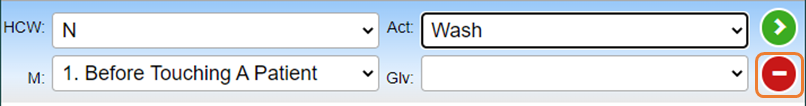 HCW: N Act: Wash
M: 1. Before Touching A Patient Glv: